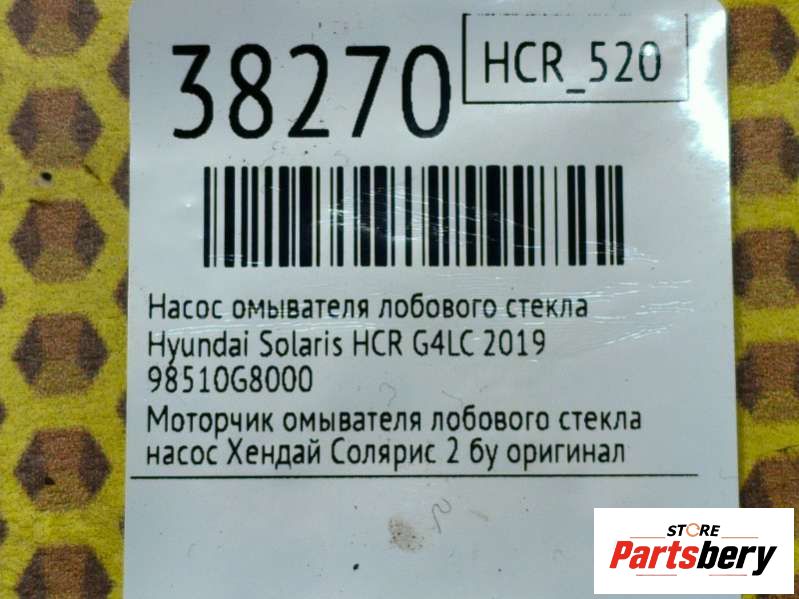 38270
HCR_520
Насос омывателя лобового стекла
Hyundai Solaris HCR G4LC 2019
98510G8000
Моторчик омывателя лобового стекла
насос Хендай Солярис 2 бу оригинал
STORE
Partsbery